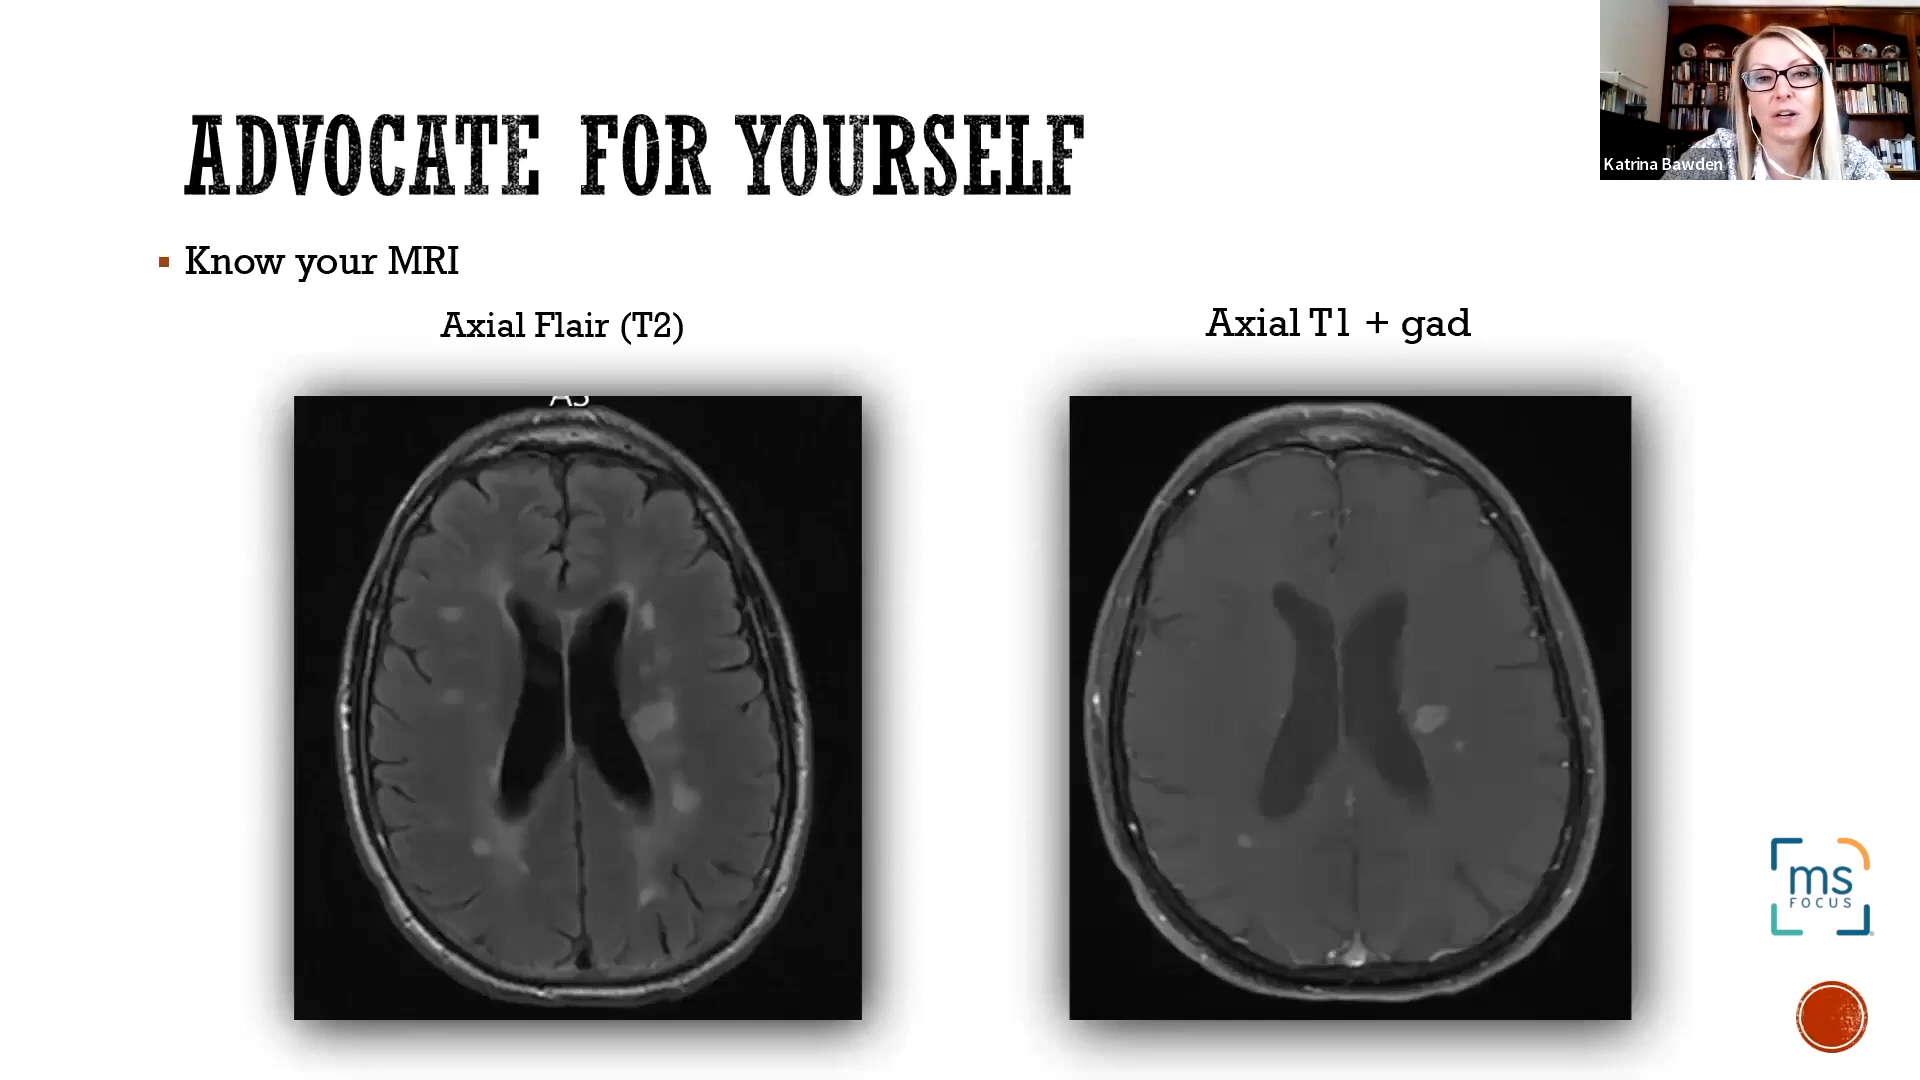 ADVOCATE FOR YOURSELF
Katrina Bawden
Know your MRI
Axial Flair (T2)
Axial T1 + gad
ms
FOCUS